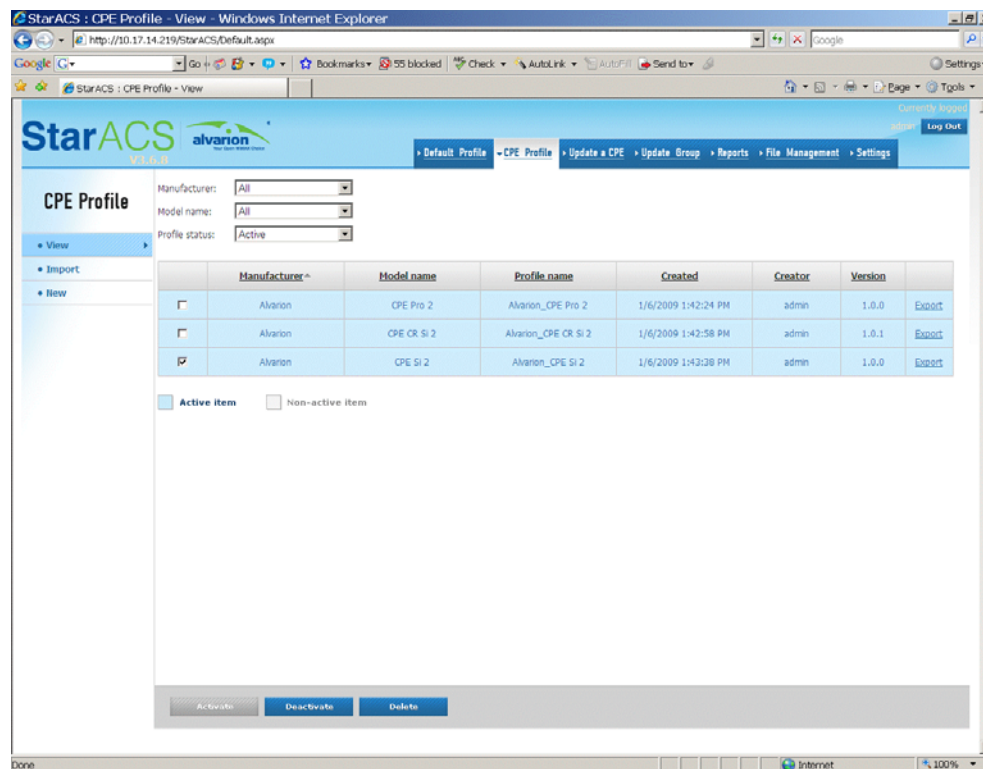 StarACS : CPE Profile - View - Windows Internet Explorer
http://10.17.14.219/StarACS/Default.aspx
Google
Google G Go Bookmarks 55 blocked Check AutoLink AutoFill Send to Settings
StarACS : CPE Profile - View
Page Tools
Currently logged
admin Log Out
StarACS
V3.6.8
alvarion
Default Profile CPE Profile Update a CPE Update Group Reports File Management Settings
CPE Profile
View
Import
New
Manufacturer: All
Model name: All
Profile status: Active
Manufacturer Model name Profile name Created Creator Version
Alvarion CPE Pro 2 Alvarion_CPE Pro 2 1/6/2009 1:42:24 PM admin 1.0.0 Export
Alvarion CPE CR Si 2 Alvarion_CPE CR Si 2 1/6/2009 1:42:58 PM admin 1.0.1 Export
Alvarion CPE Si 2 Alvarion_CPE Si 2 1/6/2009 1:43:38 PM admin 1.0.0 Export
Active item Non-active item
Activate Deactivate Delete
Done Internet 100%